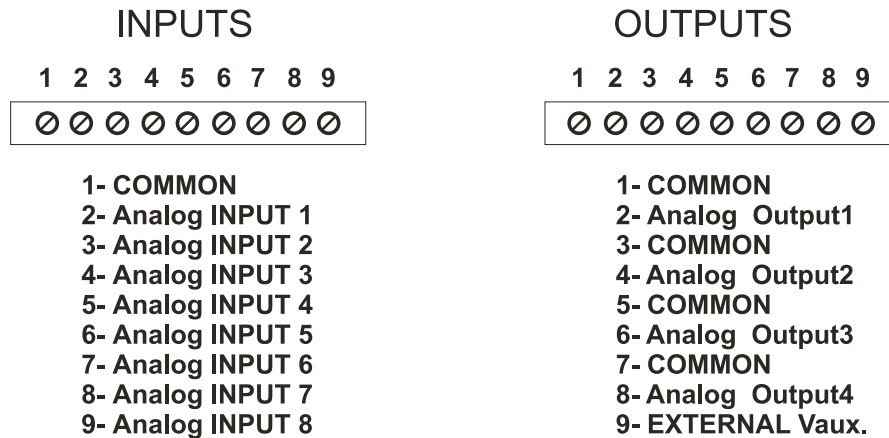 INPUTS
1 2 3 4 5 6 7 8 9
1- COMMON
2- Analog INPUT 1
3- Analog INPUT 2
4- Analog INPUT 3
5- Analog INPUT 4
6- Analog INPUT 5
7- Analog INPUT 6
8- Analog INPUT 7
9- Analog INPUT 8
OUTPUTS
1 2 3 4 5 6 7 8 9
1- COMMON
2- Analog Output1
3- COMMON
4- Analog Output2
5- COMMON
6- Analog Output3
7- COMMON
8- Analog Output4
9- EXTERNAL Vaux.